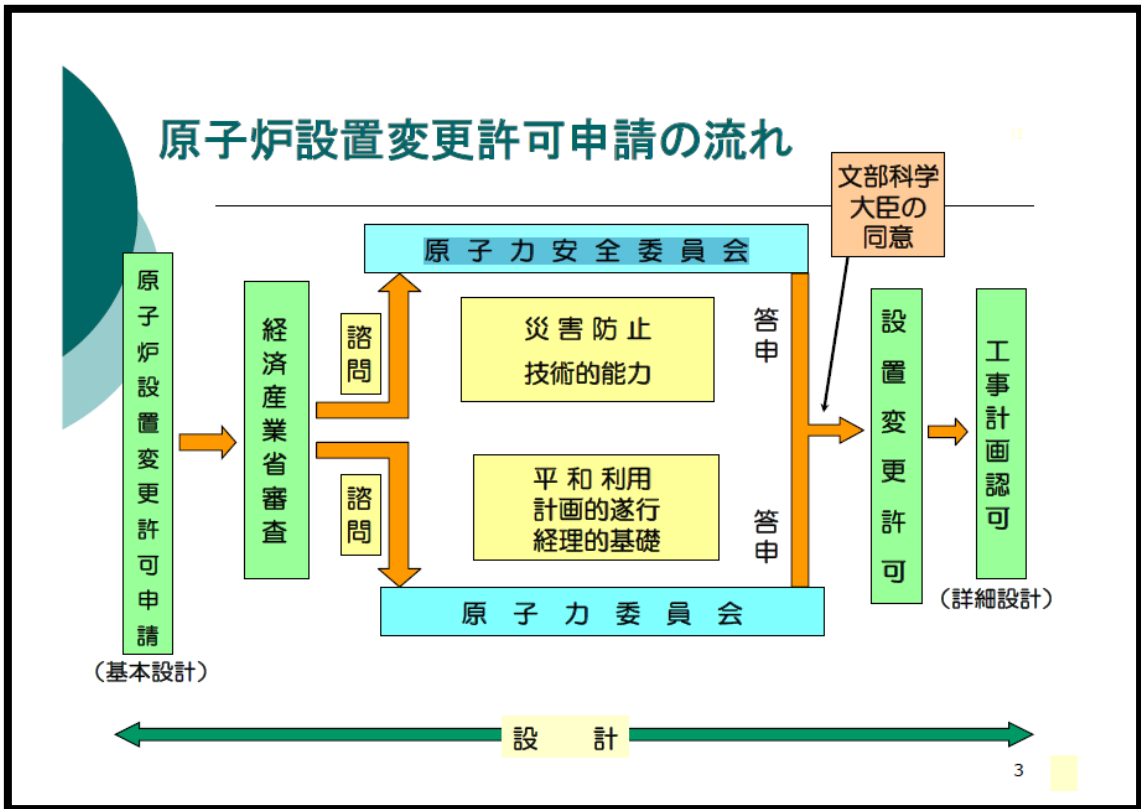 原子炉設置変更許可申請の流れ
文部科学
大臣の
同意
原子炉設置変更許可申請
（基本設計）
経済産業省審査
諮問
諮問
原子力安全委員会
災害防止
技術的能力
平和利用
計画的遂行
経理的基礎
原子力委員会
答申
答申
設置変更許可
工事計画認可
（詳細設計）
設　計
3